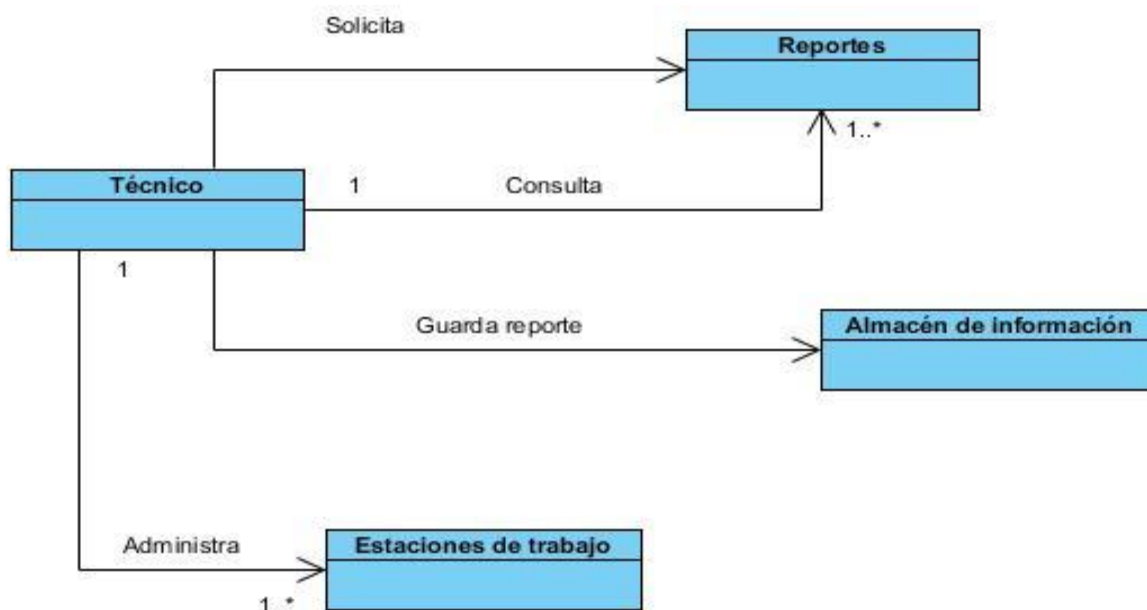 Solicita
Reportes
1..*
Técnico
1
Consulta
1
Guarda reporte
Almacén de información
Administra
Estaciones de trabajo
1..*